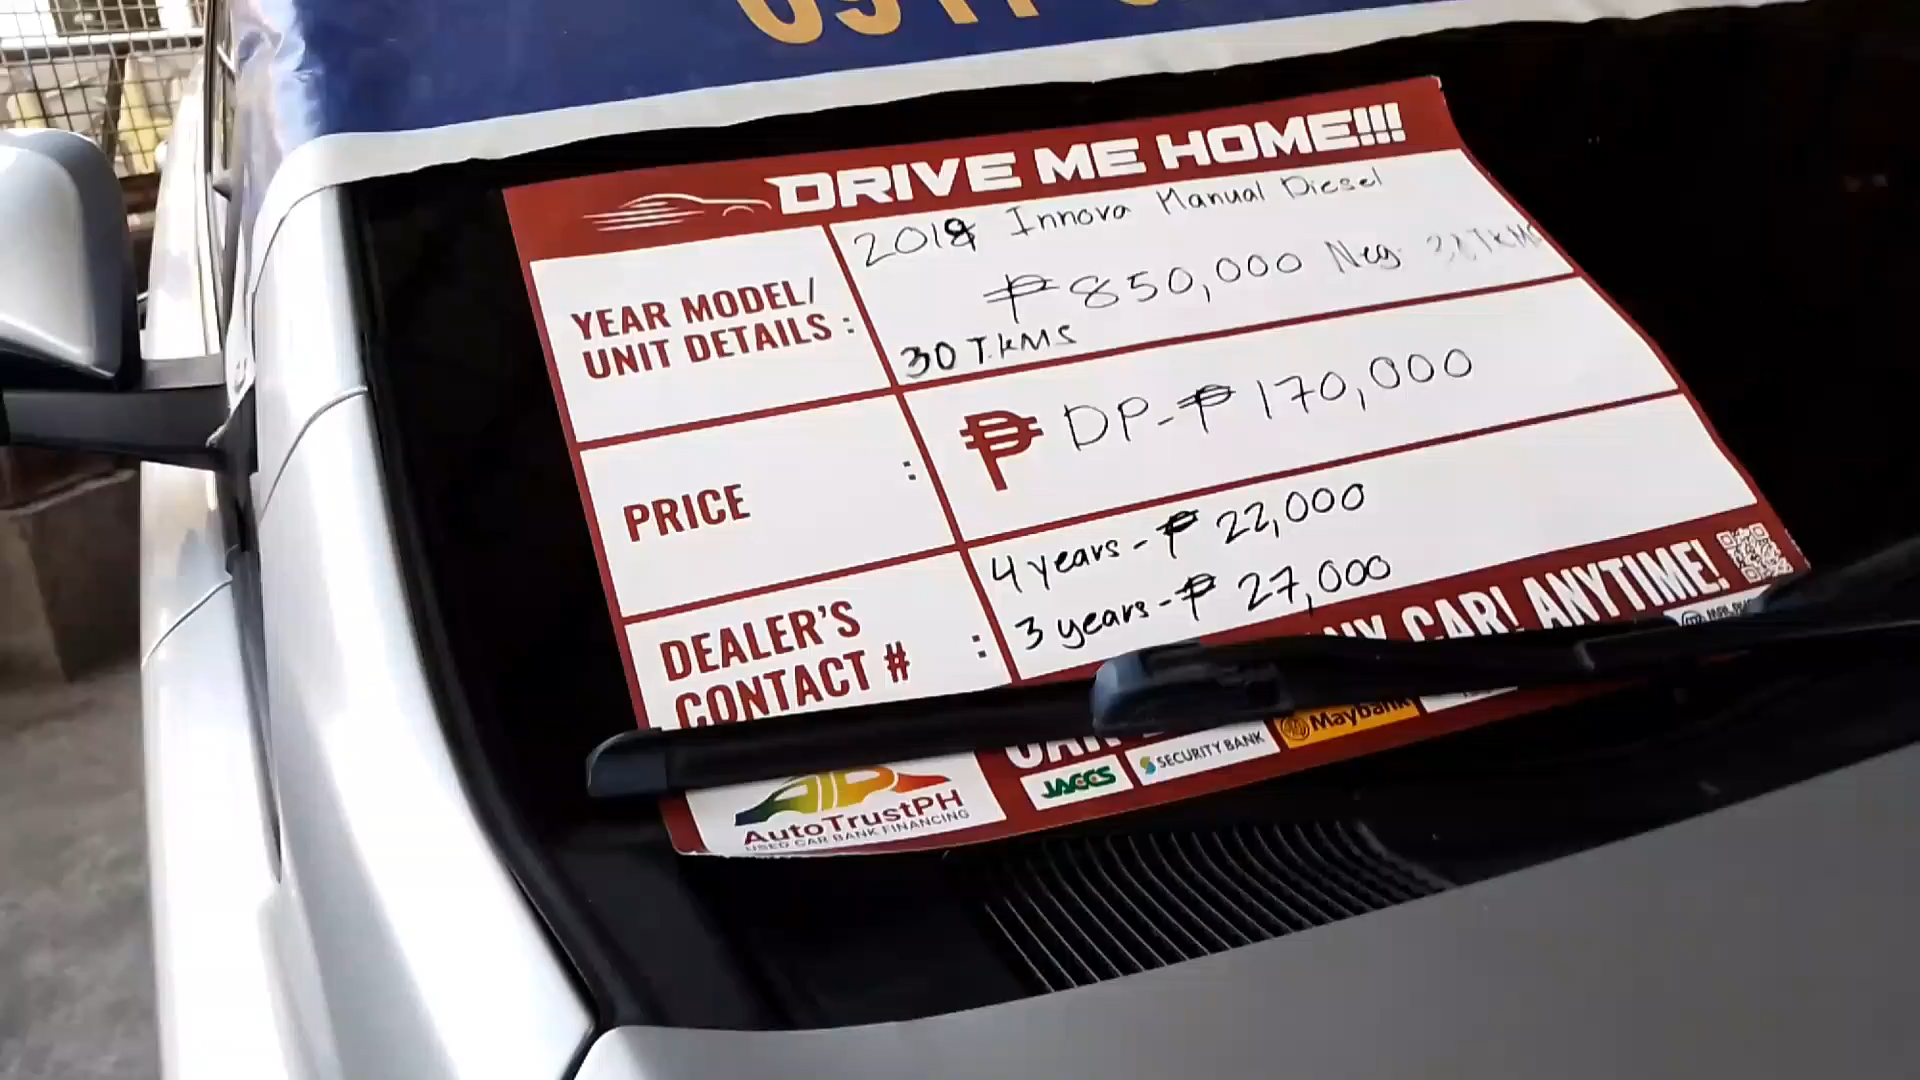 DRIVE ME HOME!!!
YEAR MODEL/
UNIT DETAILS :
2018 Innova Manual Diesel
₱850,000 Neg.
30 T.KMS
PRICE :
₱ DP-₱170,000
DEALER'S
CONTACT # :
4 years - ₱ 22,000
3 years - ₱ 27,000
CAR! ANYTIME!
AutoTrustPH
USED CAR BANK FINANCING
JACCS
SECURITY BANK
Maybank